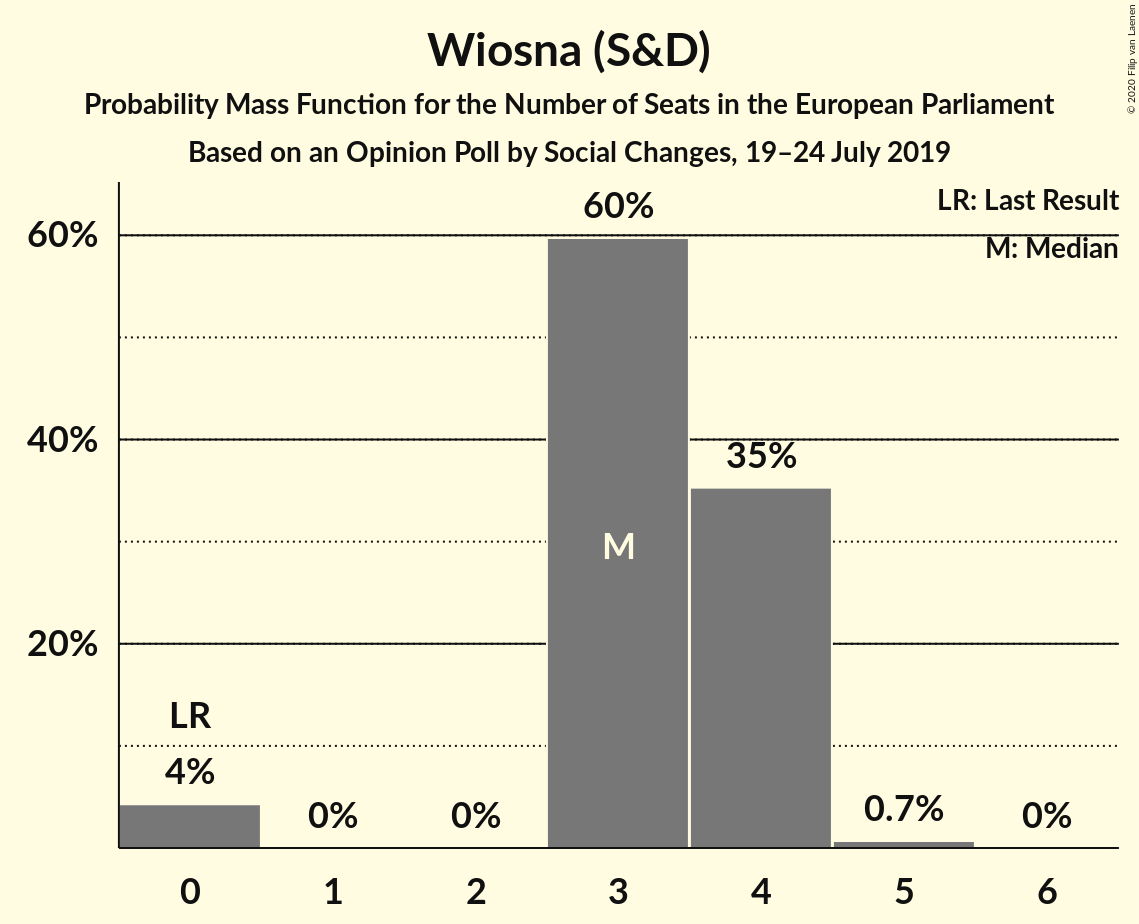 Wiosna (S&D)
Probability Mass Function for the Number of Seats in the European Parliament
Based on an Opinion Poll by Social Changes, 19–24 July 2019
© 2020 Filip van Laenen
LR: Last Result
M: Median
60%
40%
20%
LR
4%
0%
0%
60%
M
35%
0.7%
0%
0 1 2 3 4 5 6